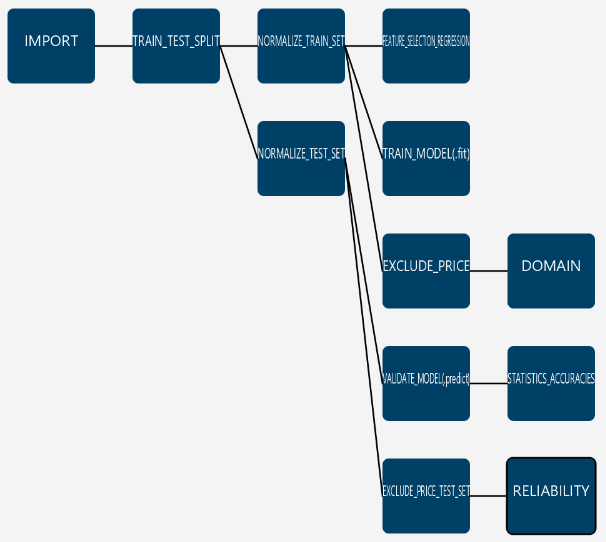 IMPORT
TRAIN_TEST_SPLIT
NORMALIZE_TRAIN_SET
FEATURE_SELECTION_REGRESSION
NORMALIZE_TEST_SET
TRAIN_MODEL(.fit)
EXCLUDE_PRICE
DOMAIN
VALIDATE_MODEL(.predict)
STATISTICS_ACCURACIES
EXCLUDE_PRICE_TEST_SET
RELIABILITY